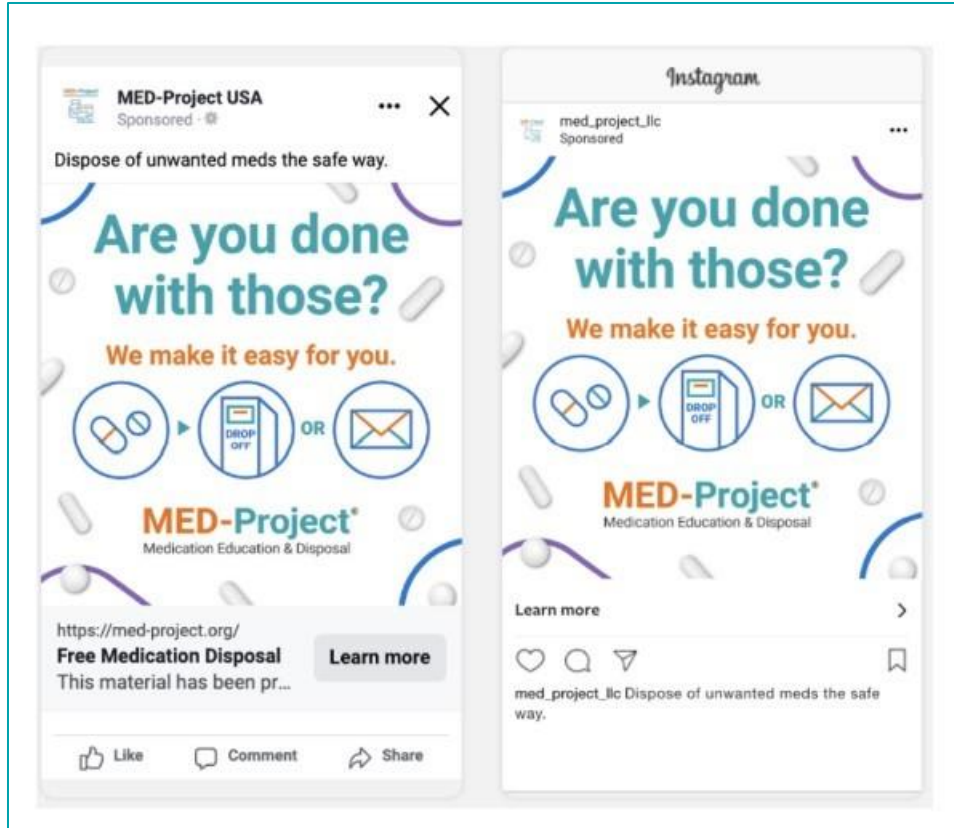 MED-Project USA
Sponsored ·
Dispose of unwanted meds the safe way.
Are you done
with those?
We make it easy for you.
DROP
OFF
OR
MED-Project®
Medication Education & Disposal
https://med-project.org/
Free Medication Disposal
This material has been pr...
Learn more
Like
Comment
Share
Instagram
med_project_llc
Sponsored
Are you done
with those?
We make it easy for you.
DROP
OFF
OR
MED-Project®
Medication Education & Disposal
Learn more
med_project_llc Dispose of unwanted meds the safe
way.